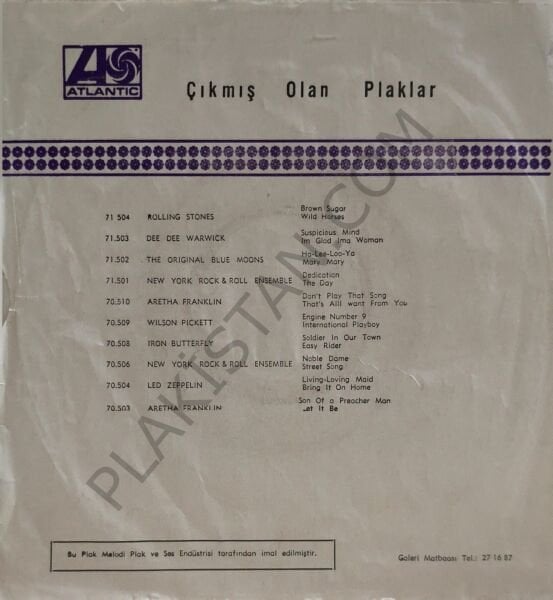 ATLANTIC
Çıkmış Olan Plaklar
Brown Sugar
71 504 ROLLING STONES Wild Horses
Suspicious Mind
71.503 DEE DEE WARWICK Im Glad Ima Woman
Ha-Lee-Loo-Ya
71.502 THE ORIGINAL BLUE MOONS Mary Mary
Dedication
71.501 NEW YORK ROCK & ROLL ENSEMBLE The Day
Don't Play That Song
70.510 ARETHA FRANKLIN That's Alll want From You
Engine Number 9
70.509 WILSON PICKETT International Playboy
Soldier In Our Town
70.508 IRON BUTTERFLY Easy Rider
Noble Dame
70.506 NEW YORK ROCK & ROLL ENSEMBLE Street Song
Living-Loving Maid
70.504 LED ZEPPELIN Bring It On Home
Son Of a Preacher Man
70.503 ARETHA FRANKLIN Let It Be
PLAKİSTAN.COM
Bu Plak Melodi Plak ve Ses Endüstrisi tarafından imal edilmiştir.
Galeri Matbaası Tel.: 27 16 87